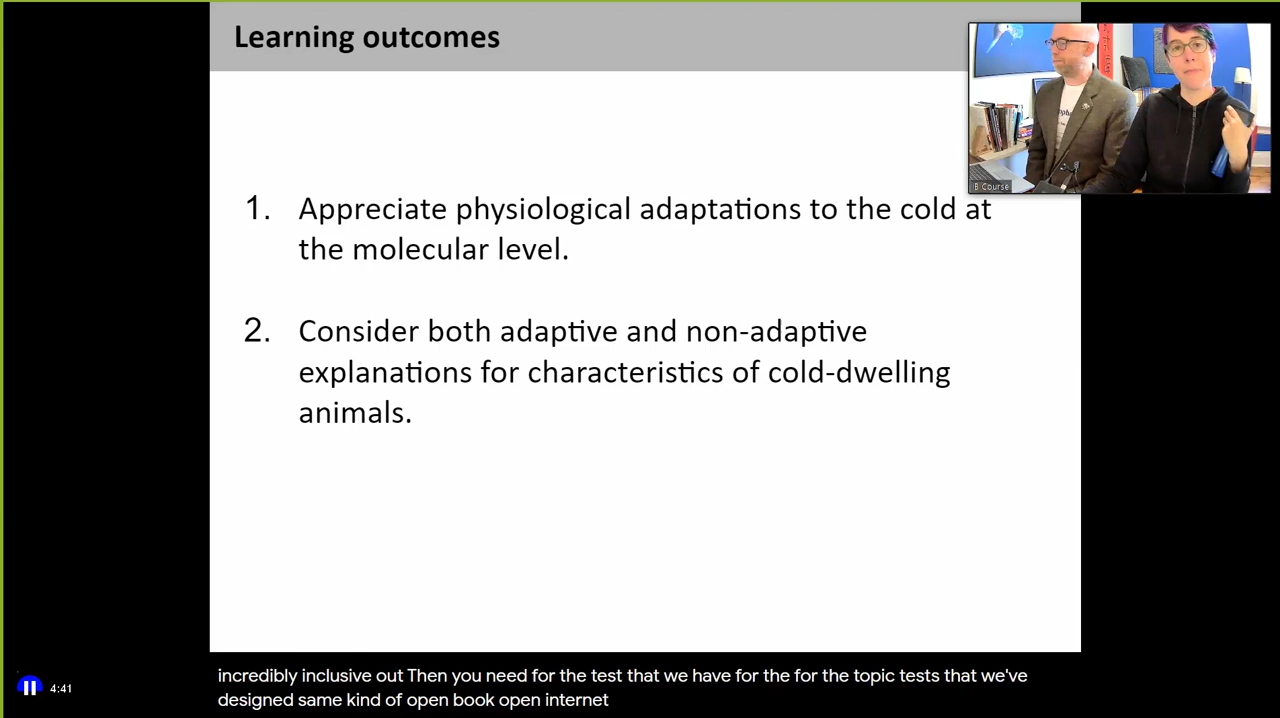 Learning outcomes
B Course
1. Appreciate physiological adaptations to the cold at
the molecular level.
2. Consider both adaptive and non-adaptive
explanations for characteristics of cold-dwelling
animals.
incredibly inclusive out Then you need for the test that we have for the for the topic tests that we've
designed same kind of open book open internet
4:41